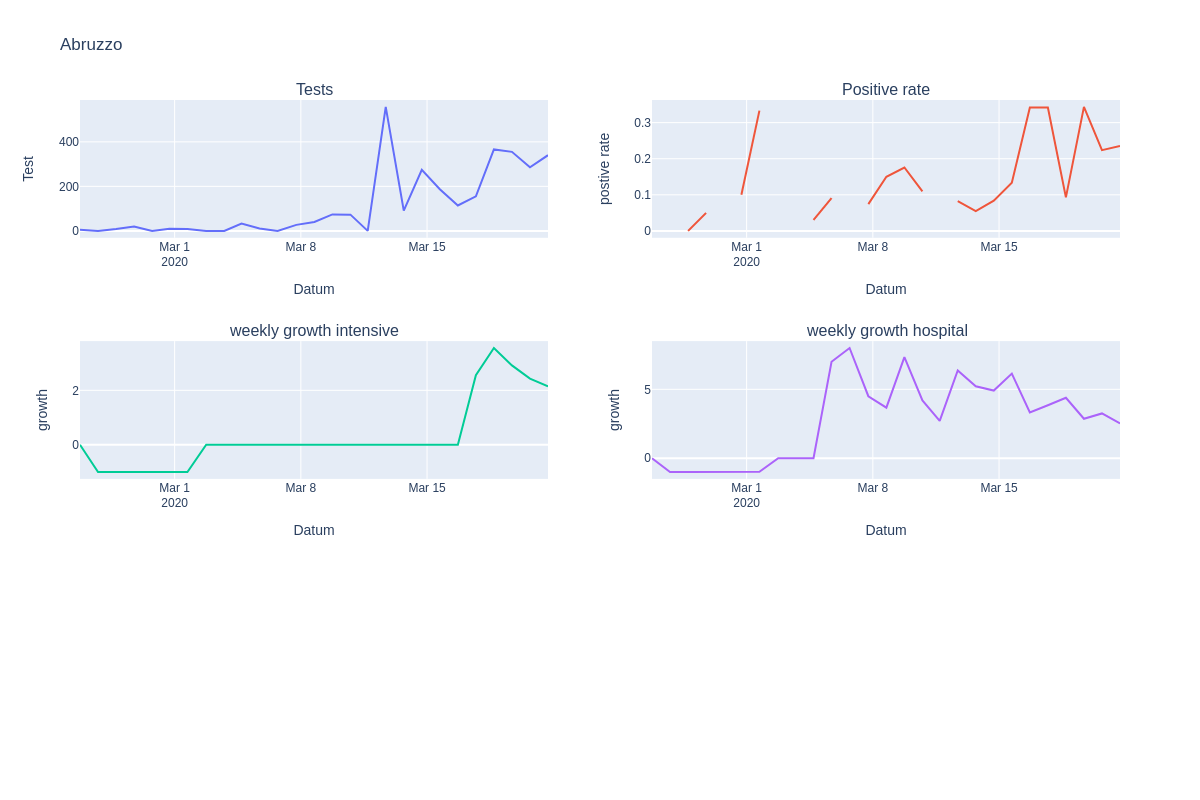 Abruzzo
Tests
Test
400
200
0
Mar 1
2020
Mar 8
Mar 15
Datum
Positive rate
postive rate
0.3
0.2
0.1
0
Mar 1
2020
Mar 8
Mar 15
Datum
weekly growth intensive
growth
2
0
Mar 1
2020
Mar 8
Mar 15
Datum
weekly growth hospital
growth
5
0
Mar 1
2020
Mar 8
Mar 15
Datum